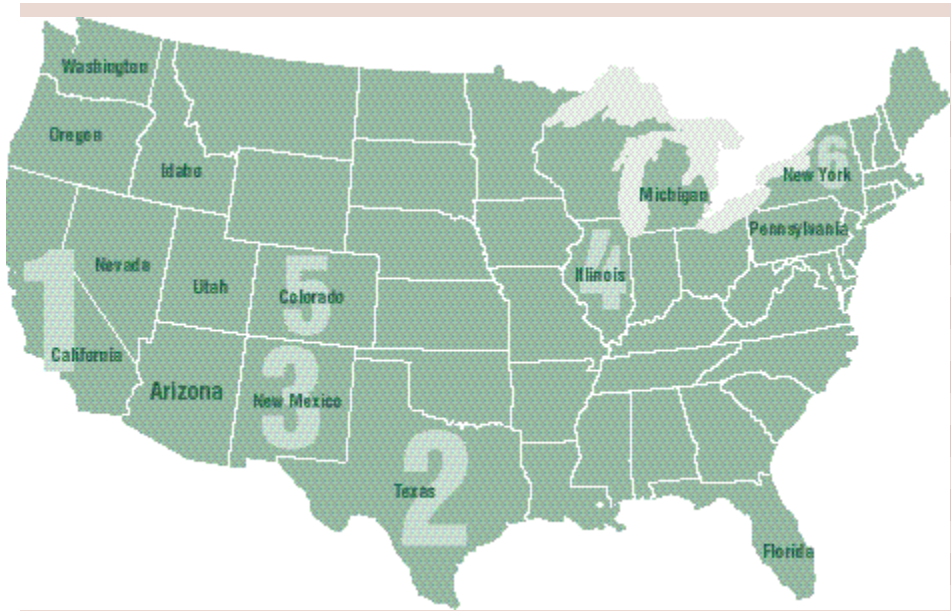 Washington
Oregon
Idaho
6
New York
Michigan
Pennsylvania
1
Nevada
Utah
5
Colorado
4
Illinois
California
Arizona
3
New Mexico
2
Texas
Florida